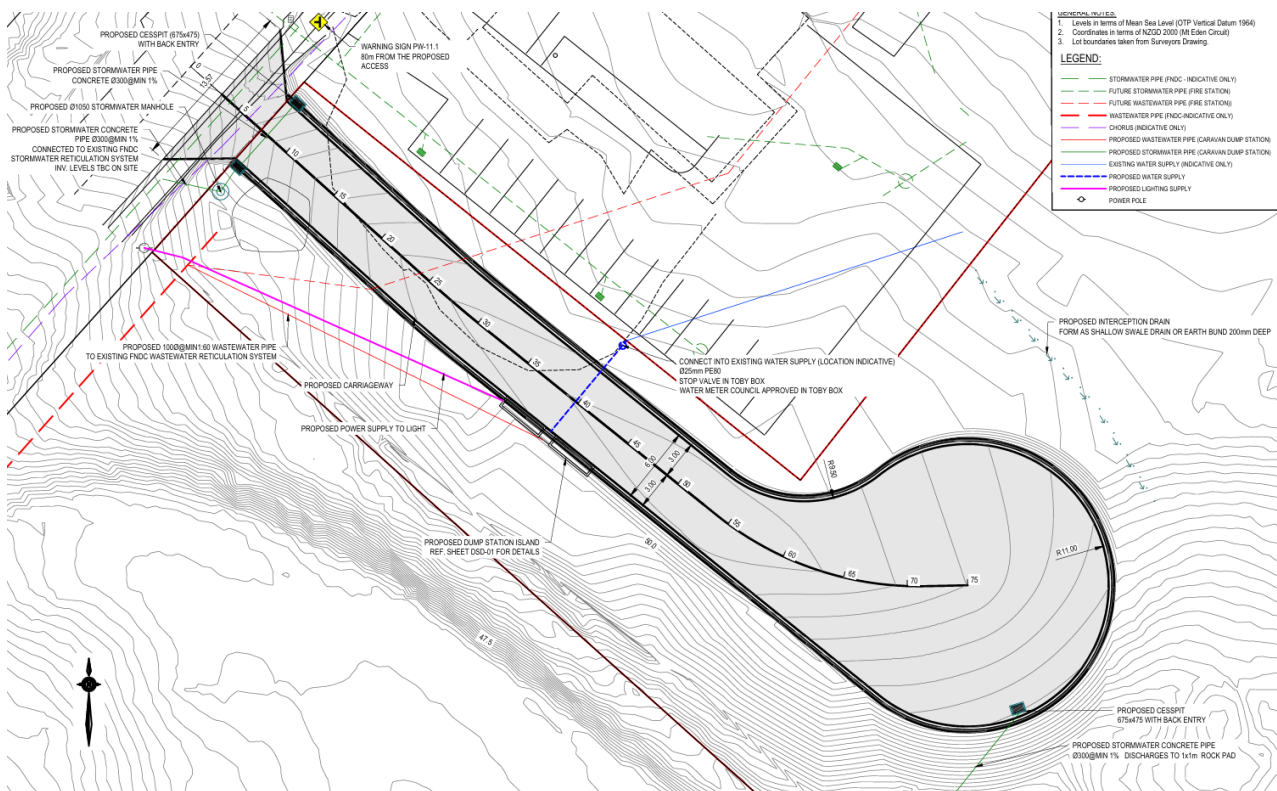 PROPOSED CESSPIT (675x475)
WITH BACK ENTRY
PROPOSED STORMWATER PIPE
CONCRETE Ø300@MIN 1%
PROPOSED Ø1050 STORMWATER MANHOLE
PROPOSED STORMWATER CONCRETE
PIPE Ø300@MIN 1%
CONNECTED TO EXISTING FNDC
STORMWATER RETICULATION SYSTEM
INV. LEVELS TBC ON SITE
WARNING SIGN PW-11.1
80m FROM THE PROPOSED
ACCESS
GENERAL NOTES:
1. Levels in terms of Mean Sea Level (OTP Vertical Datum 1964)
2. Coordinates in terms of NZGD 2000 (Mt Eden Circuit)
3. Lot boundaries taken from Surveyors Drawing.
LEGEND:
STORMWATER PIPE (FNDC - INDICATIVE ONLY)
FUTURE STORMWATER PIPE (FIRE STATION)
FUTURE WASTEWATER PIPE (FIRE STATION))
WASTEWATER PIPE (FNDC-INDICATIVE ONLY)
CHORUS (INDICATIVE ONLY)
PROPOSED WASTEWATER PIPE (CARAVAN DUMP STATION)
PROPOSED STORMWATER PIPE (CARAVAN DUMP STATION)
EXISTING WATER SUPPLY (INDICATIVE ONLY)
PROPOSED WATER SUPPLY
PROPOSED LIGHTING SUPPLY
POWER POLE
0
13.57
5
10
15
20
25
30
35
40
45
50
55
60
65
70
75
6.00
3.00
3.00
R9.50
R11.00
50.0
47.5
PROPOSED INTERCEPTION DRAIN
FORM AS SHALLOW SWALE DRAIN OR EARTH BUND 200mm DEEP
PROPOSED 100Ø@MIN1:60 WASTEWATER PIPE
TO EXISTING FNDC WASTEWATER RETICULATION SYSTEM
CONNECT INTO EXISTING WATER SUPPLY (LOCATION INDICATIVE)
Ø25mm PE80
STOP VALVE IN TOBY BOX
WATER METER COUNCIL APPROVED IN TOBY BOX
PROPOSED CARRIAGEWAY
PROPOSED POWER SUPPLY TO LIGHT
PROPOSED DUMP STATION ISLAND
REF. SHEET DSD-01 FOR DETAILS
PROPOSED CESSPIT
675x475 WITH BACK ENTRY
PROPOSED STORMWATER CONCRETE PIPE
Ø300@MIN 1% DISCHARGES TO 1x1m ROCK PAD